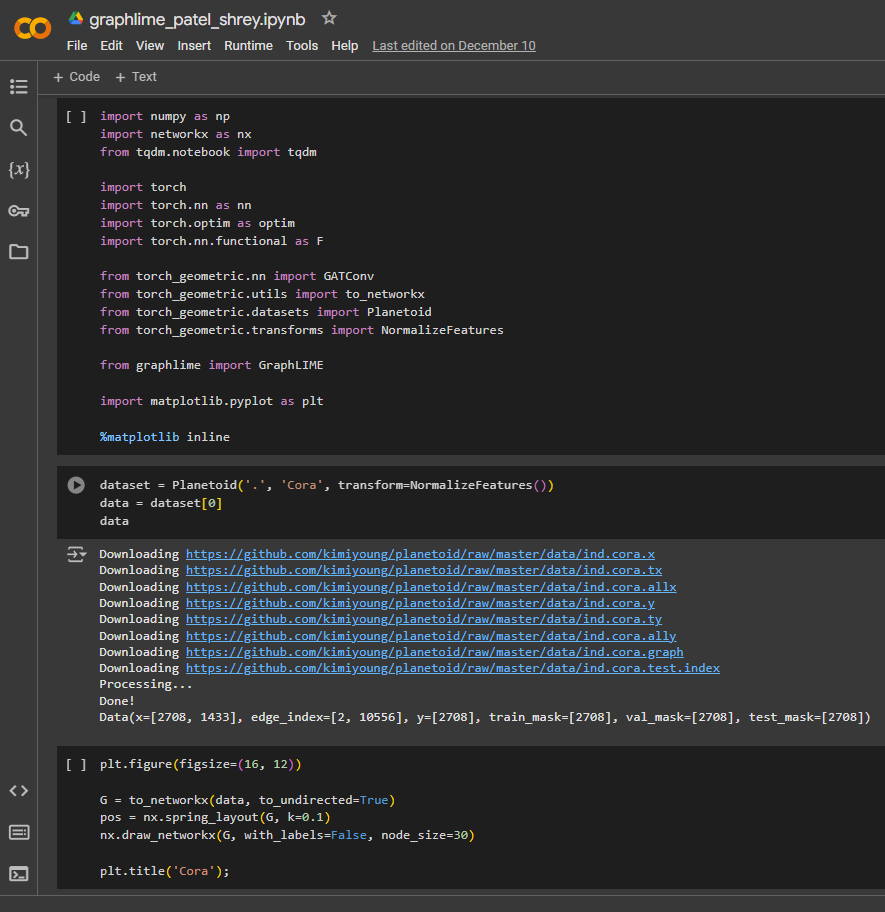 graphlime_patel_shrey.ipynb
File Edit View Insert Runtime Tools Help Last edited on December 10
+ Code + Text
[ ] import numpy as np
import networkx as nx
from tqdm.notebook import tqdm
import torch
import torch.nn as nn
import torch.optim as optim
import torch.nn.functional as F
from torch_geometric.nn import GATConv
from torch_geometric.utils import to_networkx
from torch_geometric.datasets import Planetoid
from torch_geometric.transforms import NormalizeFeatures
from graphlime import GraphLIME
import matplotlib.pyplot as plt
%matplotlib inline
dataset = Planetoid('.', 'Cora', transform=NormalizeFeatures())
data = dataset[0]
data
Downloading https://github.com/kimiyoung/planetoid/raw/master/data/ind.cora.x
Downloading https://github.com/kimiyoung/planetoid/raw/master/data/ind.cora.tx
Downloading https://github.com/kimiyoung/planetoid/raw/master/data/ind.cora.allx
Downloading https://github.com/kimiyoung/planetoid/raw/master/data/ind.cora.y
Downloading https://github.com/kimiyoung/planetoid/raw/master/data/ind.cora.ty
Downloading https://github.com/kimiyoung/planetoid/raw/master/data/ind.cora.ally
Downloading https://github.com/kimiyoung/planetoid/raw/master/data/ind.cora.graph
Downloading https://github.com/kimiyoung/planetoid/raw/master/data/ind.cora.test.index
Processing...
Done!
Data(x=[2708, 1433], edge_index=[2, 10556], y=[2708], train_mask=[2708], val_mask=[2708], test_mask=[2708])
[ ] plt.figure(figsize=(16, 12))
G = to_networkx(data, to_undirected=True)
pos = nx.spring_layout(G, k=0.1)
nx.draw_networkx(G, with_labels=False, node_size=30)
plt.title('Cora');